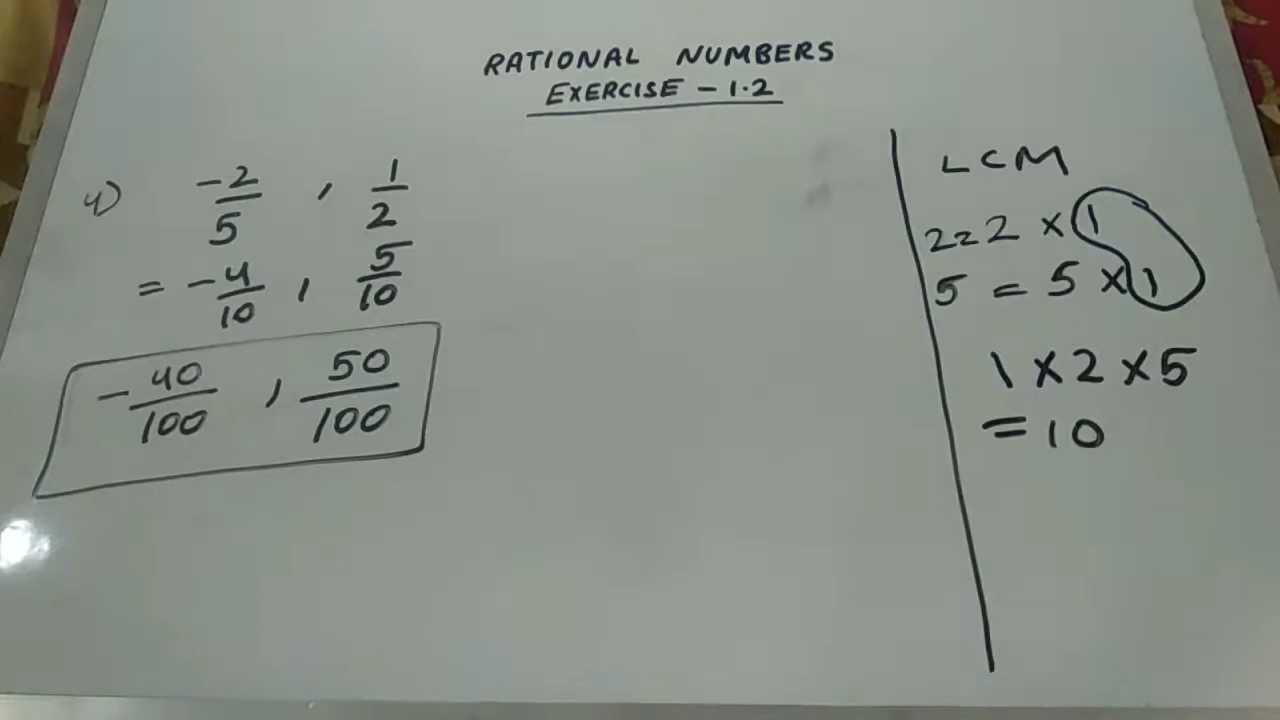 RATIONAL NUMBERS
EXERCISE - 1.2
4) -2/5 , 1/2
= -4/10 , 5/10
-40/100 , 50/100
LCM
2=2 x 1
5 = 5 x 1
1 x 2 x 5
= 10